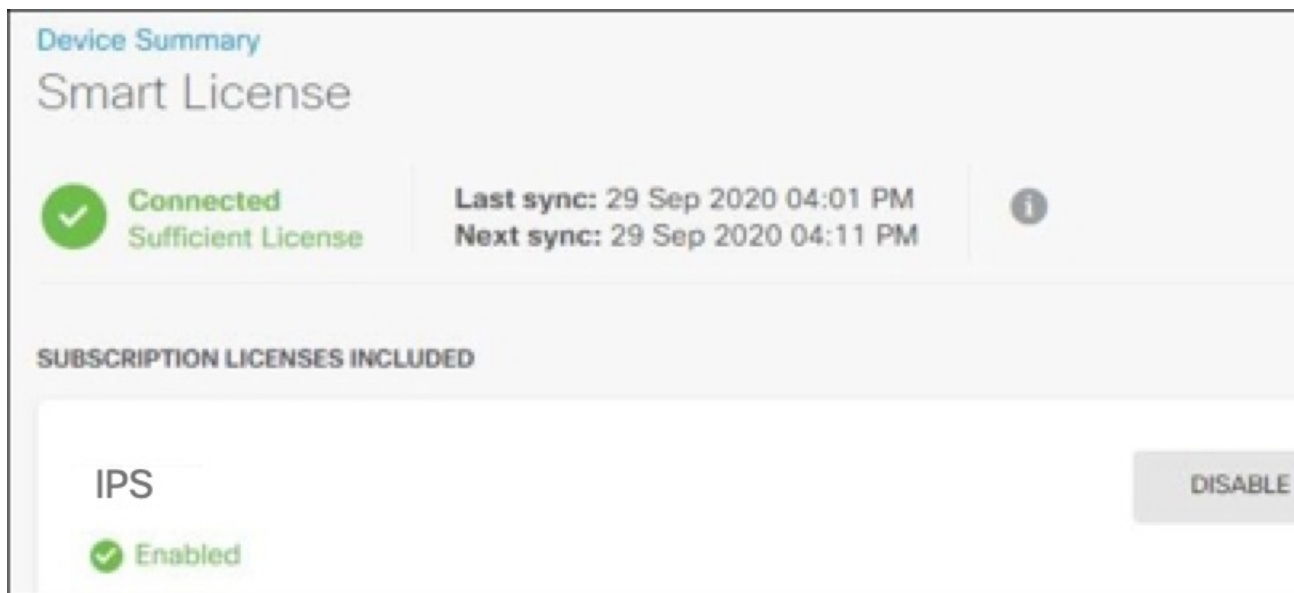 Device Summary
Smart License
Connected
Sufficient License
Last sync: 29 Sep 2020 04:01 PM
Next sync: 29 Sep 2020 04:11 PM
SUBSCRIPTION LICENSES INCLUDED
IPS
DISABLE
Enabled